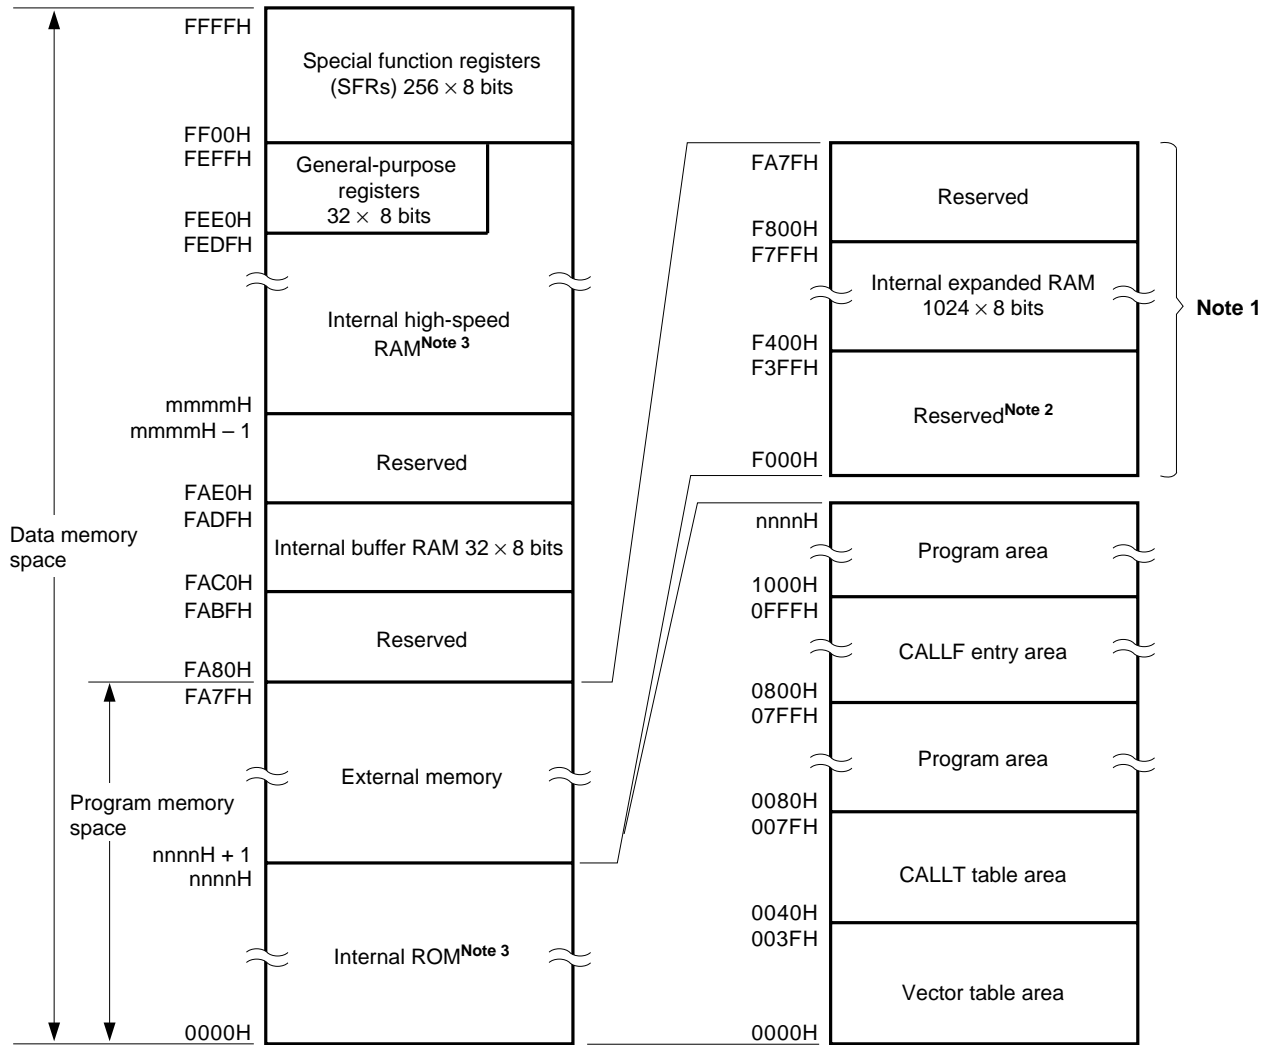 FFFFH
Special function registers
(SFRs) 256 × 8 bits
FF00H
FEFFH
General-purpose
registers
32 × 8 bits
FEE0H
FEDFH
Internal high-speed
RAMNote 3
mmmmH
mmmmH – 1
Reserved
FAE0H
FADFH
Data memory
space
Internal buffer RAM 32 × 8 bits
FAC0H
FABFH
Reserved
FA80H
FA7FH
External memory
Program memory
space
nnnnH + 1
nnnnH
Internal ROMNote 3
0000H
FA7FH
Reserved
F800H
F7FFH
Internal expanded RAM
1024 × 8 bits
Note 1
F400H
F3FFH
ReservedNote 2
F000H
nnnnH
Program area
1000H
0FFFH
CALLF entry area
0800H
07FFH
Program area
0080H
007FH
CALLT table area
0040H
003FH
Vector table area
0000H